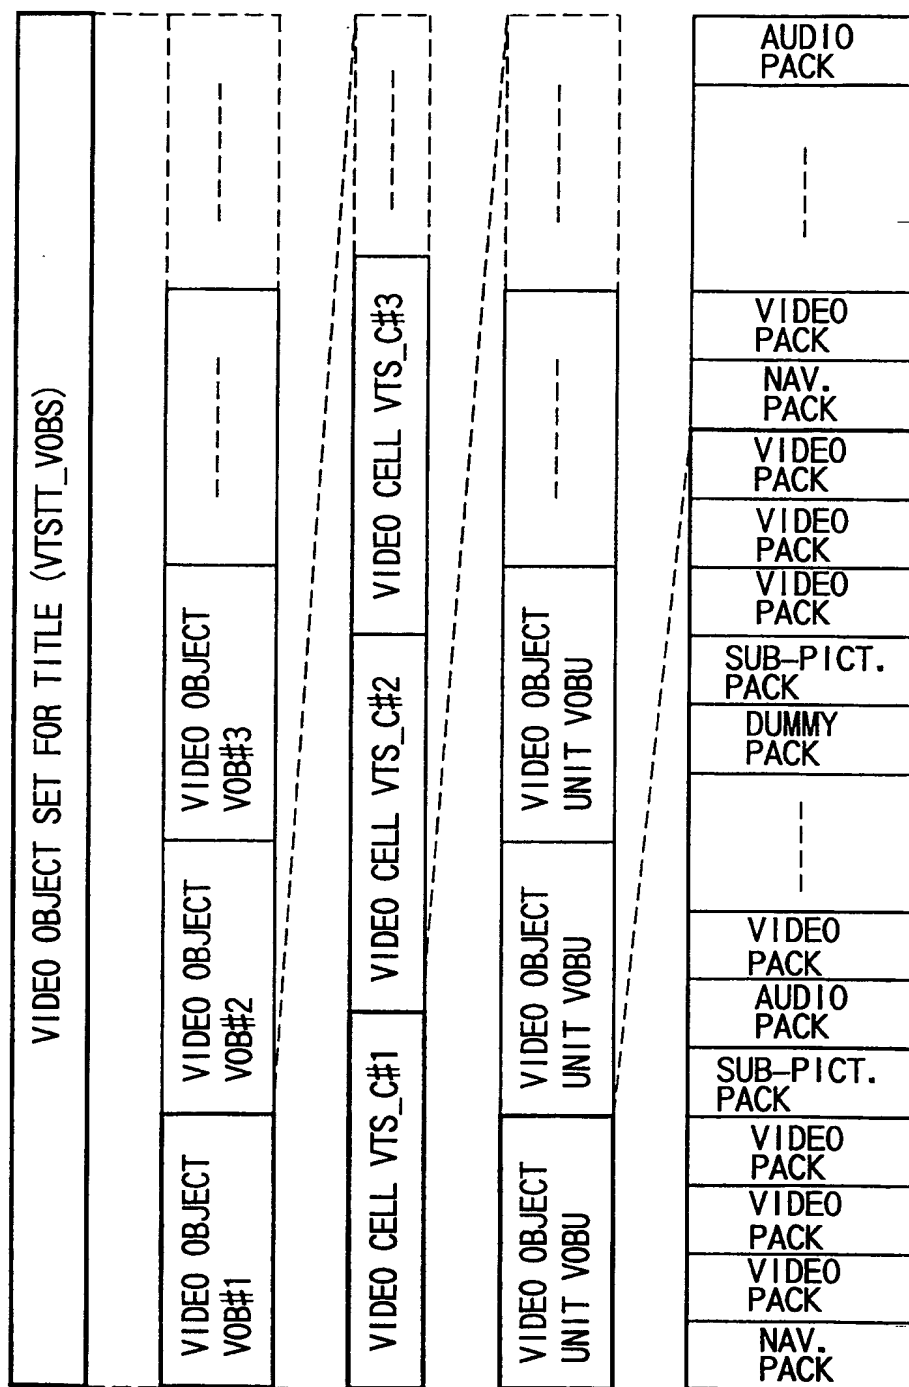 VIDEO OBJECT SET FOR TITLE (VTSTT_VOBS)
VIDEO OBJECT
VOB#1
VIDEO OBJECT
VOB#2
VIDEO OBJECT
VOB#3
VIDEO CELL VTS_C#1
VIDEO CELL VTS_C#2
VIDEO CELL VTS_C#3
VIDEO OBJECT
UNIT VOBU
VIDEO OBJECT
UNIT VOBU
VIDEO OBJECT
UNIT VOBU
AUDIO
PACK
VIDEO
PACK
NAV.
PACK
VIDEO
PACK
VIDEO
PACK
VIDEO
PACK
SUB-PICT.
PACK
DUMMY
PACK
VIDEO
PACK
AUDIO
PACK
SUB-PICT.
PACK
VIDEO
PACK
VIDEO
PACK
VIDEO
PACK
NAV.
PACK